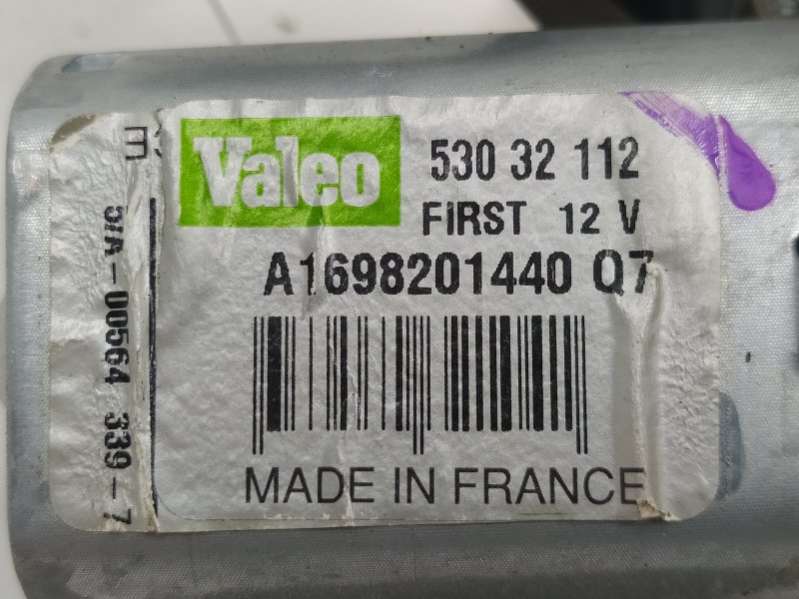 Valeo
530 32 112
FIRST 12 V
A1698201440 Q7
MADE IN FRANCE
00564 339-7